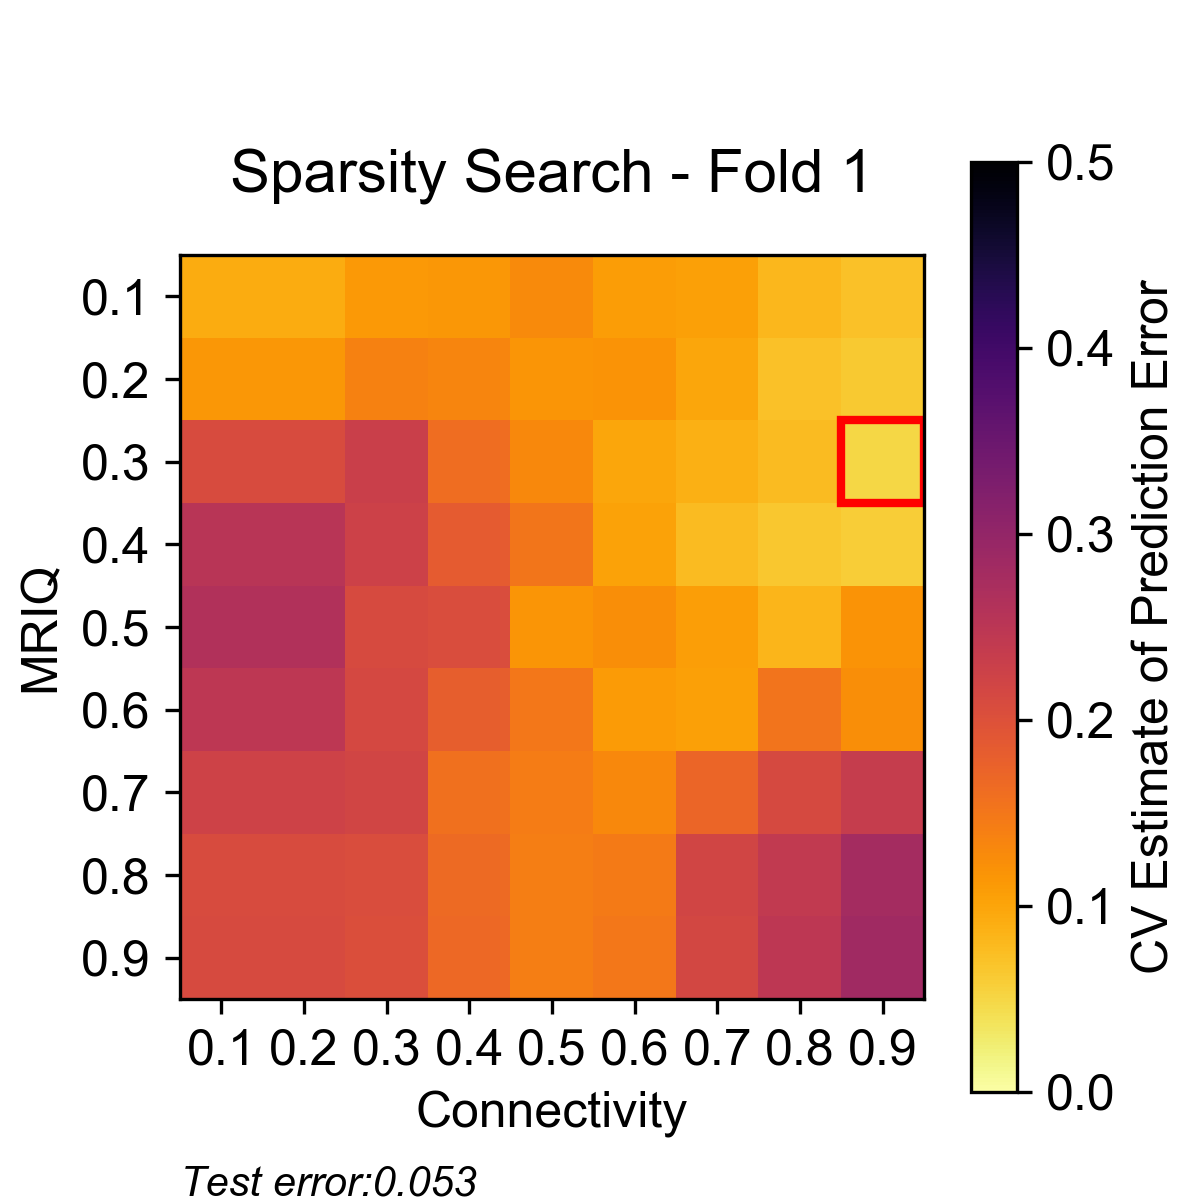 Sparsity Search - Fold 1
MRIQ
0.1
0.2
0.3
0.4
0.5
0.6
0.7
0.8
0.9
0.1 0.2 0.3 0.4 0.5 0.6 0.7 0.8 0.9
Connectivity
Test error:0.053
0.5
0.4
0.3
0.2
0.1
0.0
CV Estimate of Prediction Error